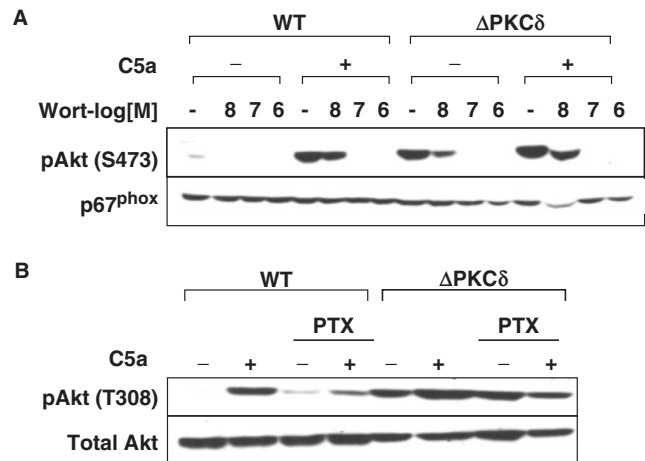 A
WT ΔPKCδ
C5a – + – +
Wort-log[M] - 8 7 6 - 8 7 6 - 8 7 6 - 8 7 6
pAkt (S473)
p67phox
B
WT ΔPKCδ
PTX PTX
C5a – + – + – + – +
pAkt (T308)
Total Akt